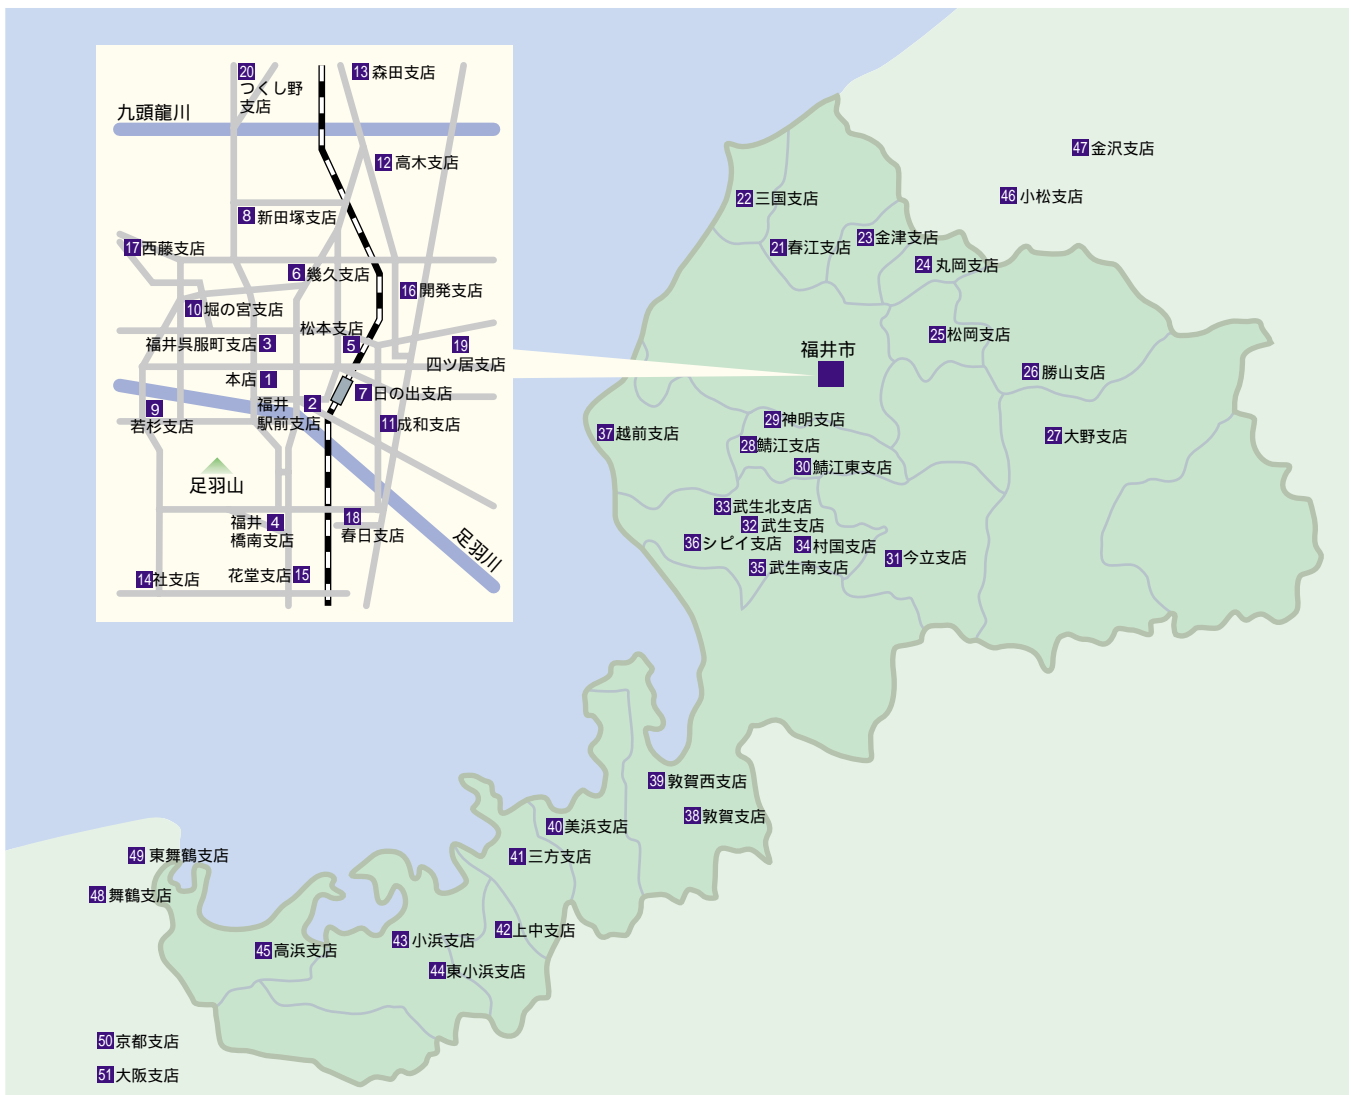 20
つくし野
支店
13 森田支店
九頭龍川
12 高木支店
8 新田塚支店
17 西藤支店
6 幾久支店
16 開発支店
10 堀の宮支店
松本支店
5
福井呉服町支店 3
19
四ツ居支店
本店 1
7 日の出支店
福井 2
駅前支店
9
若杉支店
11 成和支店
足羽山
18
春日支店
福井 4
橋南支店
足羽川
14 社支店
花堂支店 15
47 金沢支店
46 小松支店
22 三国支店
23 金津支店
21 春江支店
24 丸岡支店
25 松岡支店
福井市
26 勝山支店
29 神明支店
37 越前支店
27 大野支店
28 鯖江支店
30 鯖江東支店
33 武生北支店
32 武生支店
36 シピイ支店
34 村国支店
31 今立支店
35 武生南支店
39 敦賀西支店
38 敦賀支店
40 美浜支店
41 三方支店
49 東舞鶴支店
48 舞鶴支店
42 上中支店
43 小浜支店
45 高浜支店
44 東小浜支店
50 京都支店
51 大阪支店